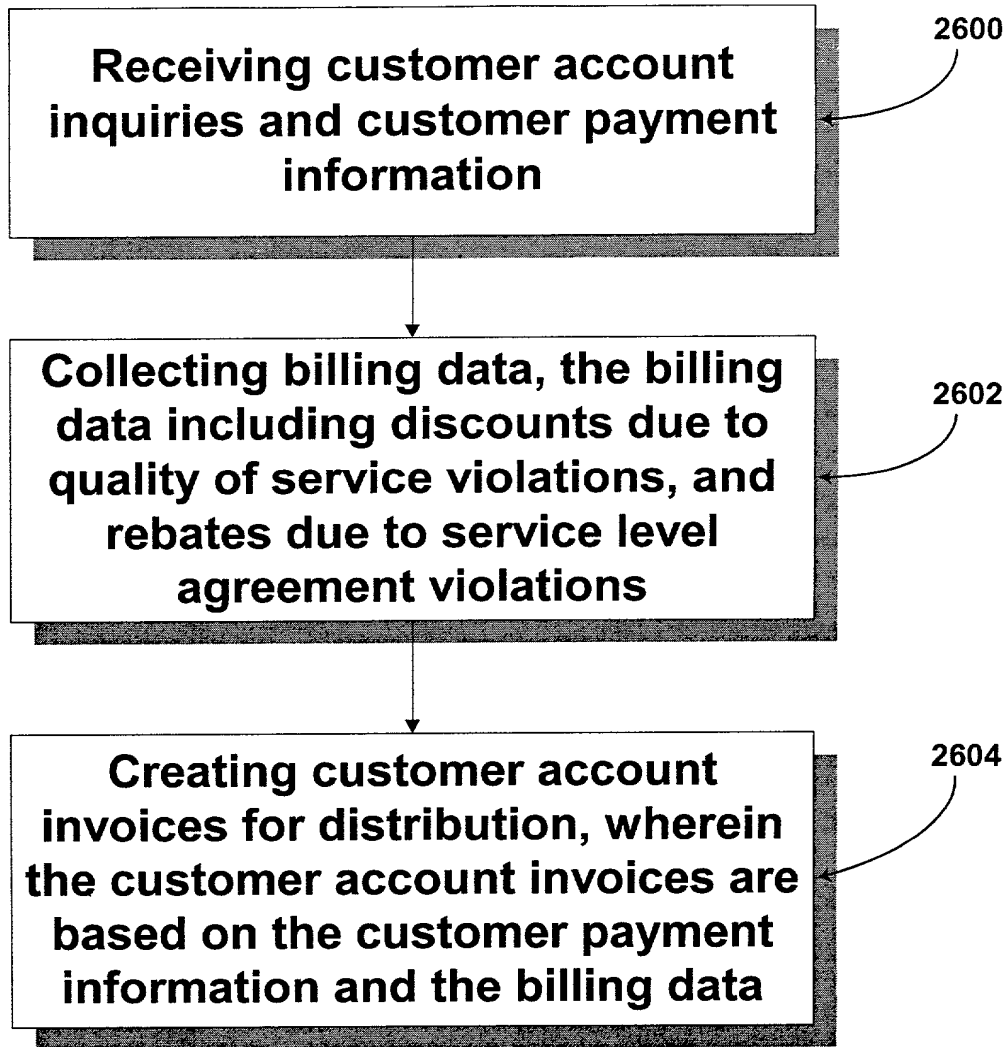 2600
Receiving customer account
inquiries and customer payment
information
2602
Collecting billing data, the billing
data including discounts due to
quality of service violations, and
rebates due to service level
agreement violations
2604
Creating customer account
invoices for distribution, wherein
the customer account invoices are
based on the customer payment
information and the billing data